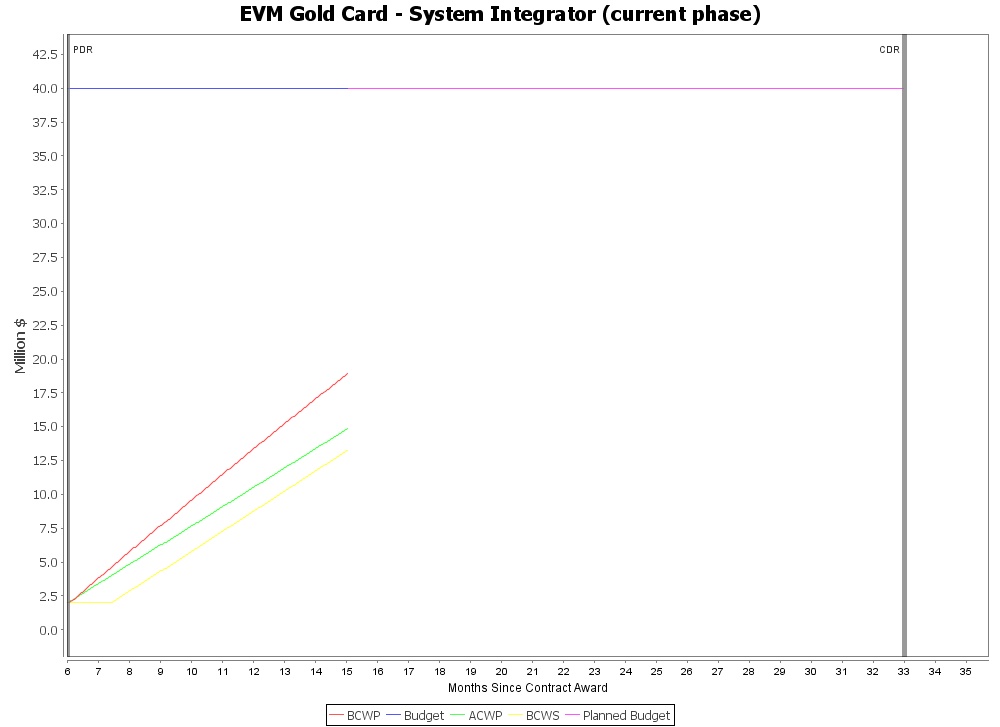 EVM Gold Card - System Integrator (current phase)
PDR
CDR
42.5
40.0
37.5
35.0
32.5
30.0
27.5
25.0
22.5
20.0
17.5
15.0
12.5
10.0
7.5
5.0
2.5
0.0
Million $
6 7 8 9 10 11 12 13 14 15 16 17 18 19 20 21 22 23 24 25 26 27 28 29 30 31 32 33 34 35
Months Since Contract Award
BCWP Budget ACWP BCWS Planned Budget